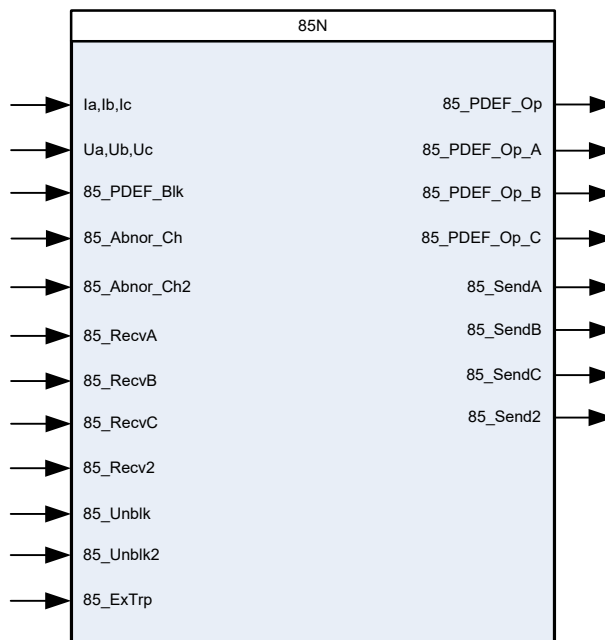 85N
Ia,Ib,Ic
85_PDEF_Op
Ua,Ub,Uc
85_PDEF_Op_A
85_PDEF_Blk
85_PDEF_Op_B
85_Abnor_Ch
85_PDEF_Op_C
85_Abnor_Ch2
85_SendA
85_RecvA
85_SendB
85_RecvB
85_SendC
85_RecvC
85_Send2
85_Recv2
85_Unblk
85_Unblk2
85_ExTrp